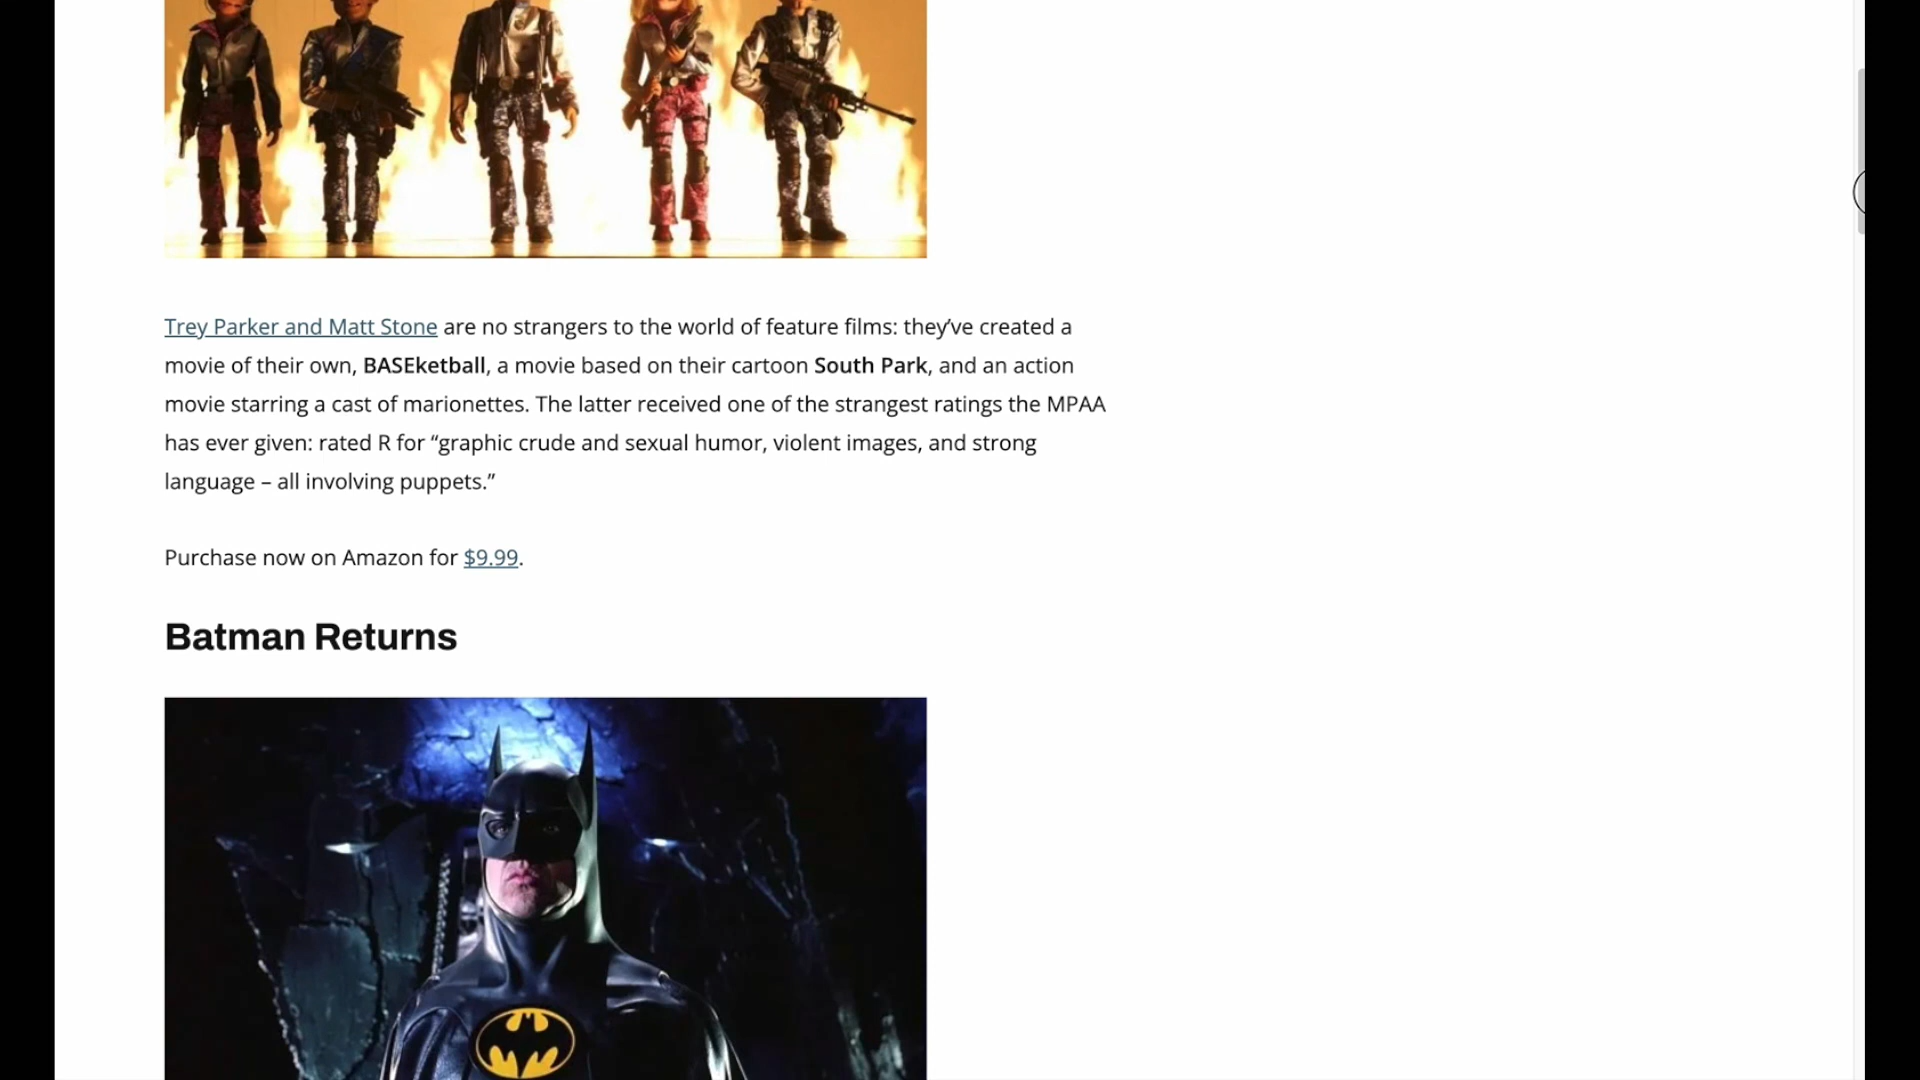 Trey Parker and Matt Stone are no strangers to the world of feature films: they’ve created a
movie of their own, BASEketball, a movie based on their cartoon South Park, and an action
movie starring a cast of marionettes. The latter received one of the strangest ratings the MPAA
has ever given: rated R for “graphic crude and sexual humor, violent images, and strong
language – all involving puppets.”
Purchase now on Amazon for $9.99.
Batman Returns